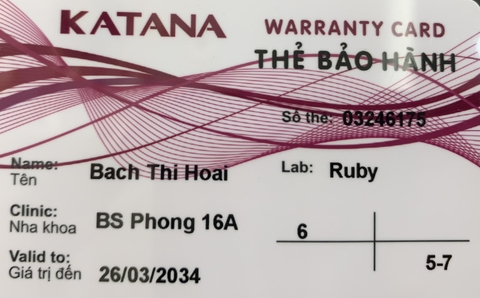 KATANA
WARRANTY CARD
THẺ BẢO HÀNH
Số thẻ: 03246175
Name:
Tên
Bach Thi Hoai
Lab: Ruby
Clinic:
Nha khoa
BS Phong 16A
6
5-7
Valid to:
Giá trị đến
26/03/2034